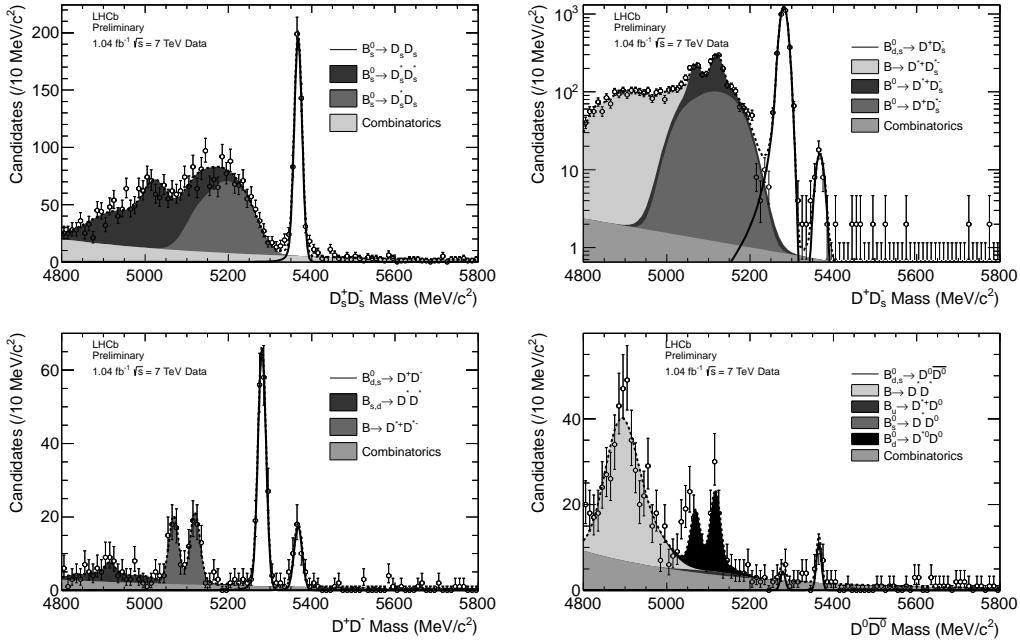 LHCb
Preliminary
1.04 fb⁻¹ √s = 7 TeV Data
B⁰ₛ→ DₛDₛ
B⁰ₛ→ D*ₛD*ₛ
B⁰ₛ→ D*ₛDₛ
Combinatorics
Candidates (/10 MeV/c²)
200
150
100
50
0
4800 5000 5200 5400 5600 5800
D⁺ₛD⁻ₛ Mass (MeV/c²)
LHCb
Preliminary
1.04 fb⁻¹ √s = 7 TeV Data
B⁰d,s→ D⁺D⁻ₛ
B→ D*⁺D*⁻ₛ
B⁰→ D*⁺D⁻ₛ
B⁰→ D⁺D*⁻ₛ
Combinatorics
Candidates (/10 MeV/c²)
10³
10²
10
1
4800 5000 5200 5400 5600 5800
D⁺D⁻ₛ Mass (MeV/c²)
LHCb
Preliminary
1.04 fb⁻¹ √s = 7 TeV Data
B⁰d,s→ D⁺D⁻
Bs,d→ D*D*
B→ D*⁺D*⁻
Combinatorics
Candidates (/10 MeV/c²)
60
40
20
0
4800 5000 5200 5400 5600 5800
D⁺D⁻ Mass (MeV/c²)
LHCb
Preliminary
1.04 fb⁻¹ √s = 7 TeV Data
B⁰d,s→ D⁰D̅⁰
B→ D*D*
Bu→ D*⁺D⁰
B⁰ₛ→ D*D⁰
B⁰d→ D*⁰D⁰
Combinatorics
Candidates (/10 MeV/c²)
60
40
20
0
4800 5000 5200 5400 5600 5800
D⁰D̅⁰ Mass (MeV/c²)